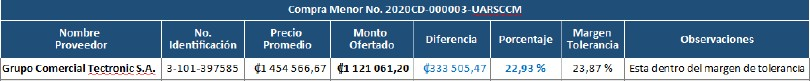 Compra Menor No. 2020CD-000003-UARSCCM
Nombre Proveedor No. Identificación Precio Promedio Monto Ofertado Diferencia Porcentaje Margen Tolerancia Observaciones
Grupo Comercial Tectronic S.A. 3-101-397585 ₡1 454 566,67 ₡1 121 061,20 ₡333 505,47 22,93 % 23,87 % Esta dentro del margen de tolerancia